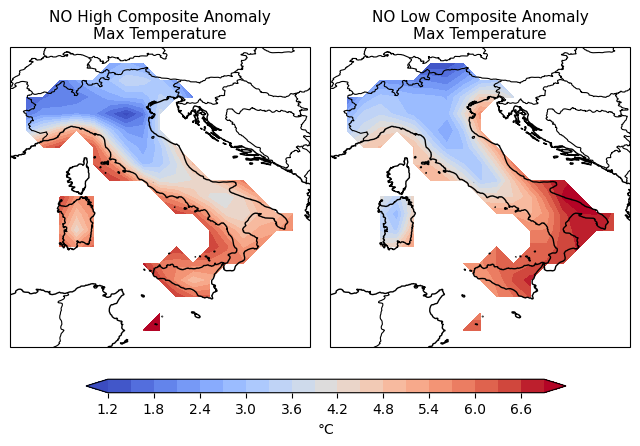 NO High Composite Anomaly
Max Temperature
NO Low Composite Anomaly
Max Temperature
1.2 1.8 2.4 3.0 3.6 4.2 4.8 5.4 6.0 6.6
°C